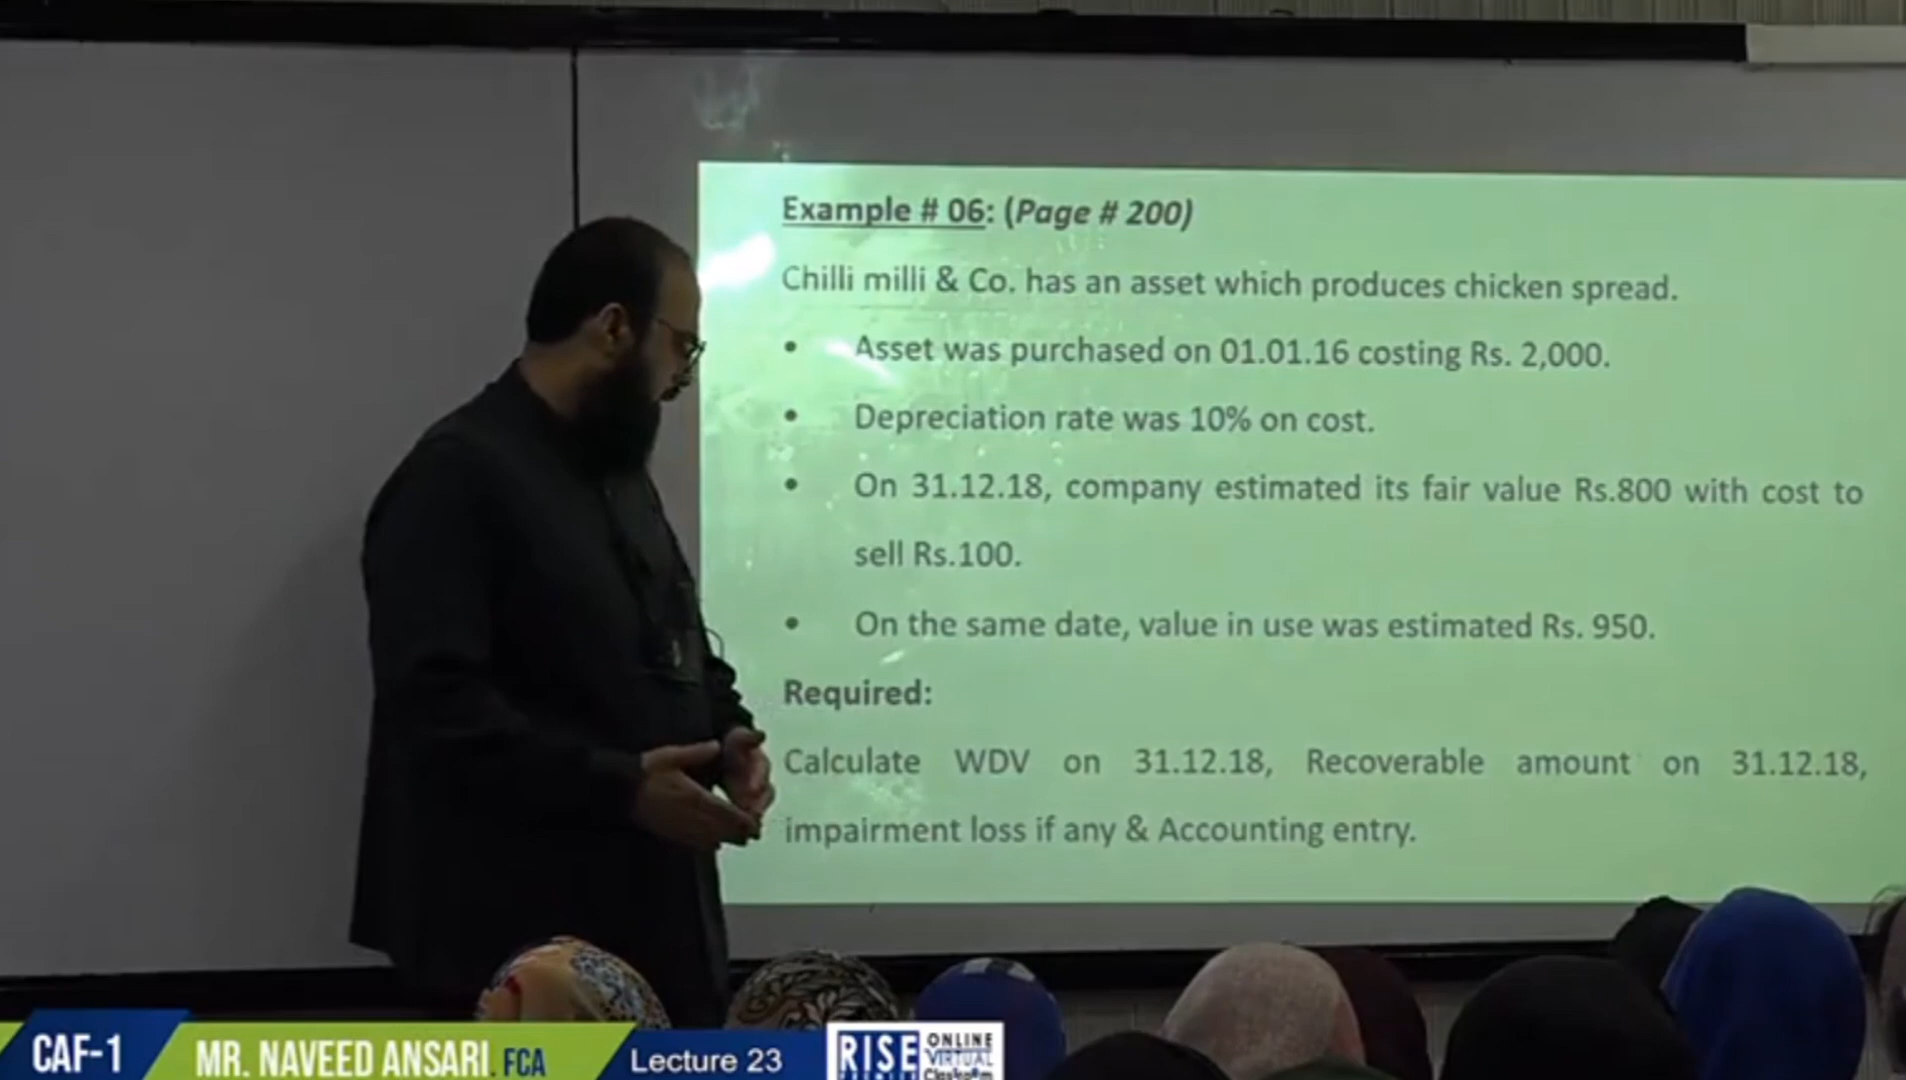 Example # 06: (Page # 200)
Chilli milli & Co. has an asset which produces chicken spread.
• Asset was purchased on 01.01.16 costing Rs. 2,000.
• Depreciation rate was 10% on cost.
• On 31.12.18, company estimated its fair value Rs.800 with cost to
sell Rs.100.
• On the same date, value in use was estimated Rs. 950.
Required:
Calculate WDV on 31.12.18, Recoverable amount on 31.12.18,
impairment loss if any & Accounting entry.
CAF-1
MR. NAVEED ANSARI. FCA
Lecture 23
RISE
PREMIER
ONLINE
VIRTUAL
Classroom